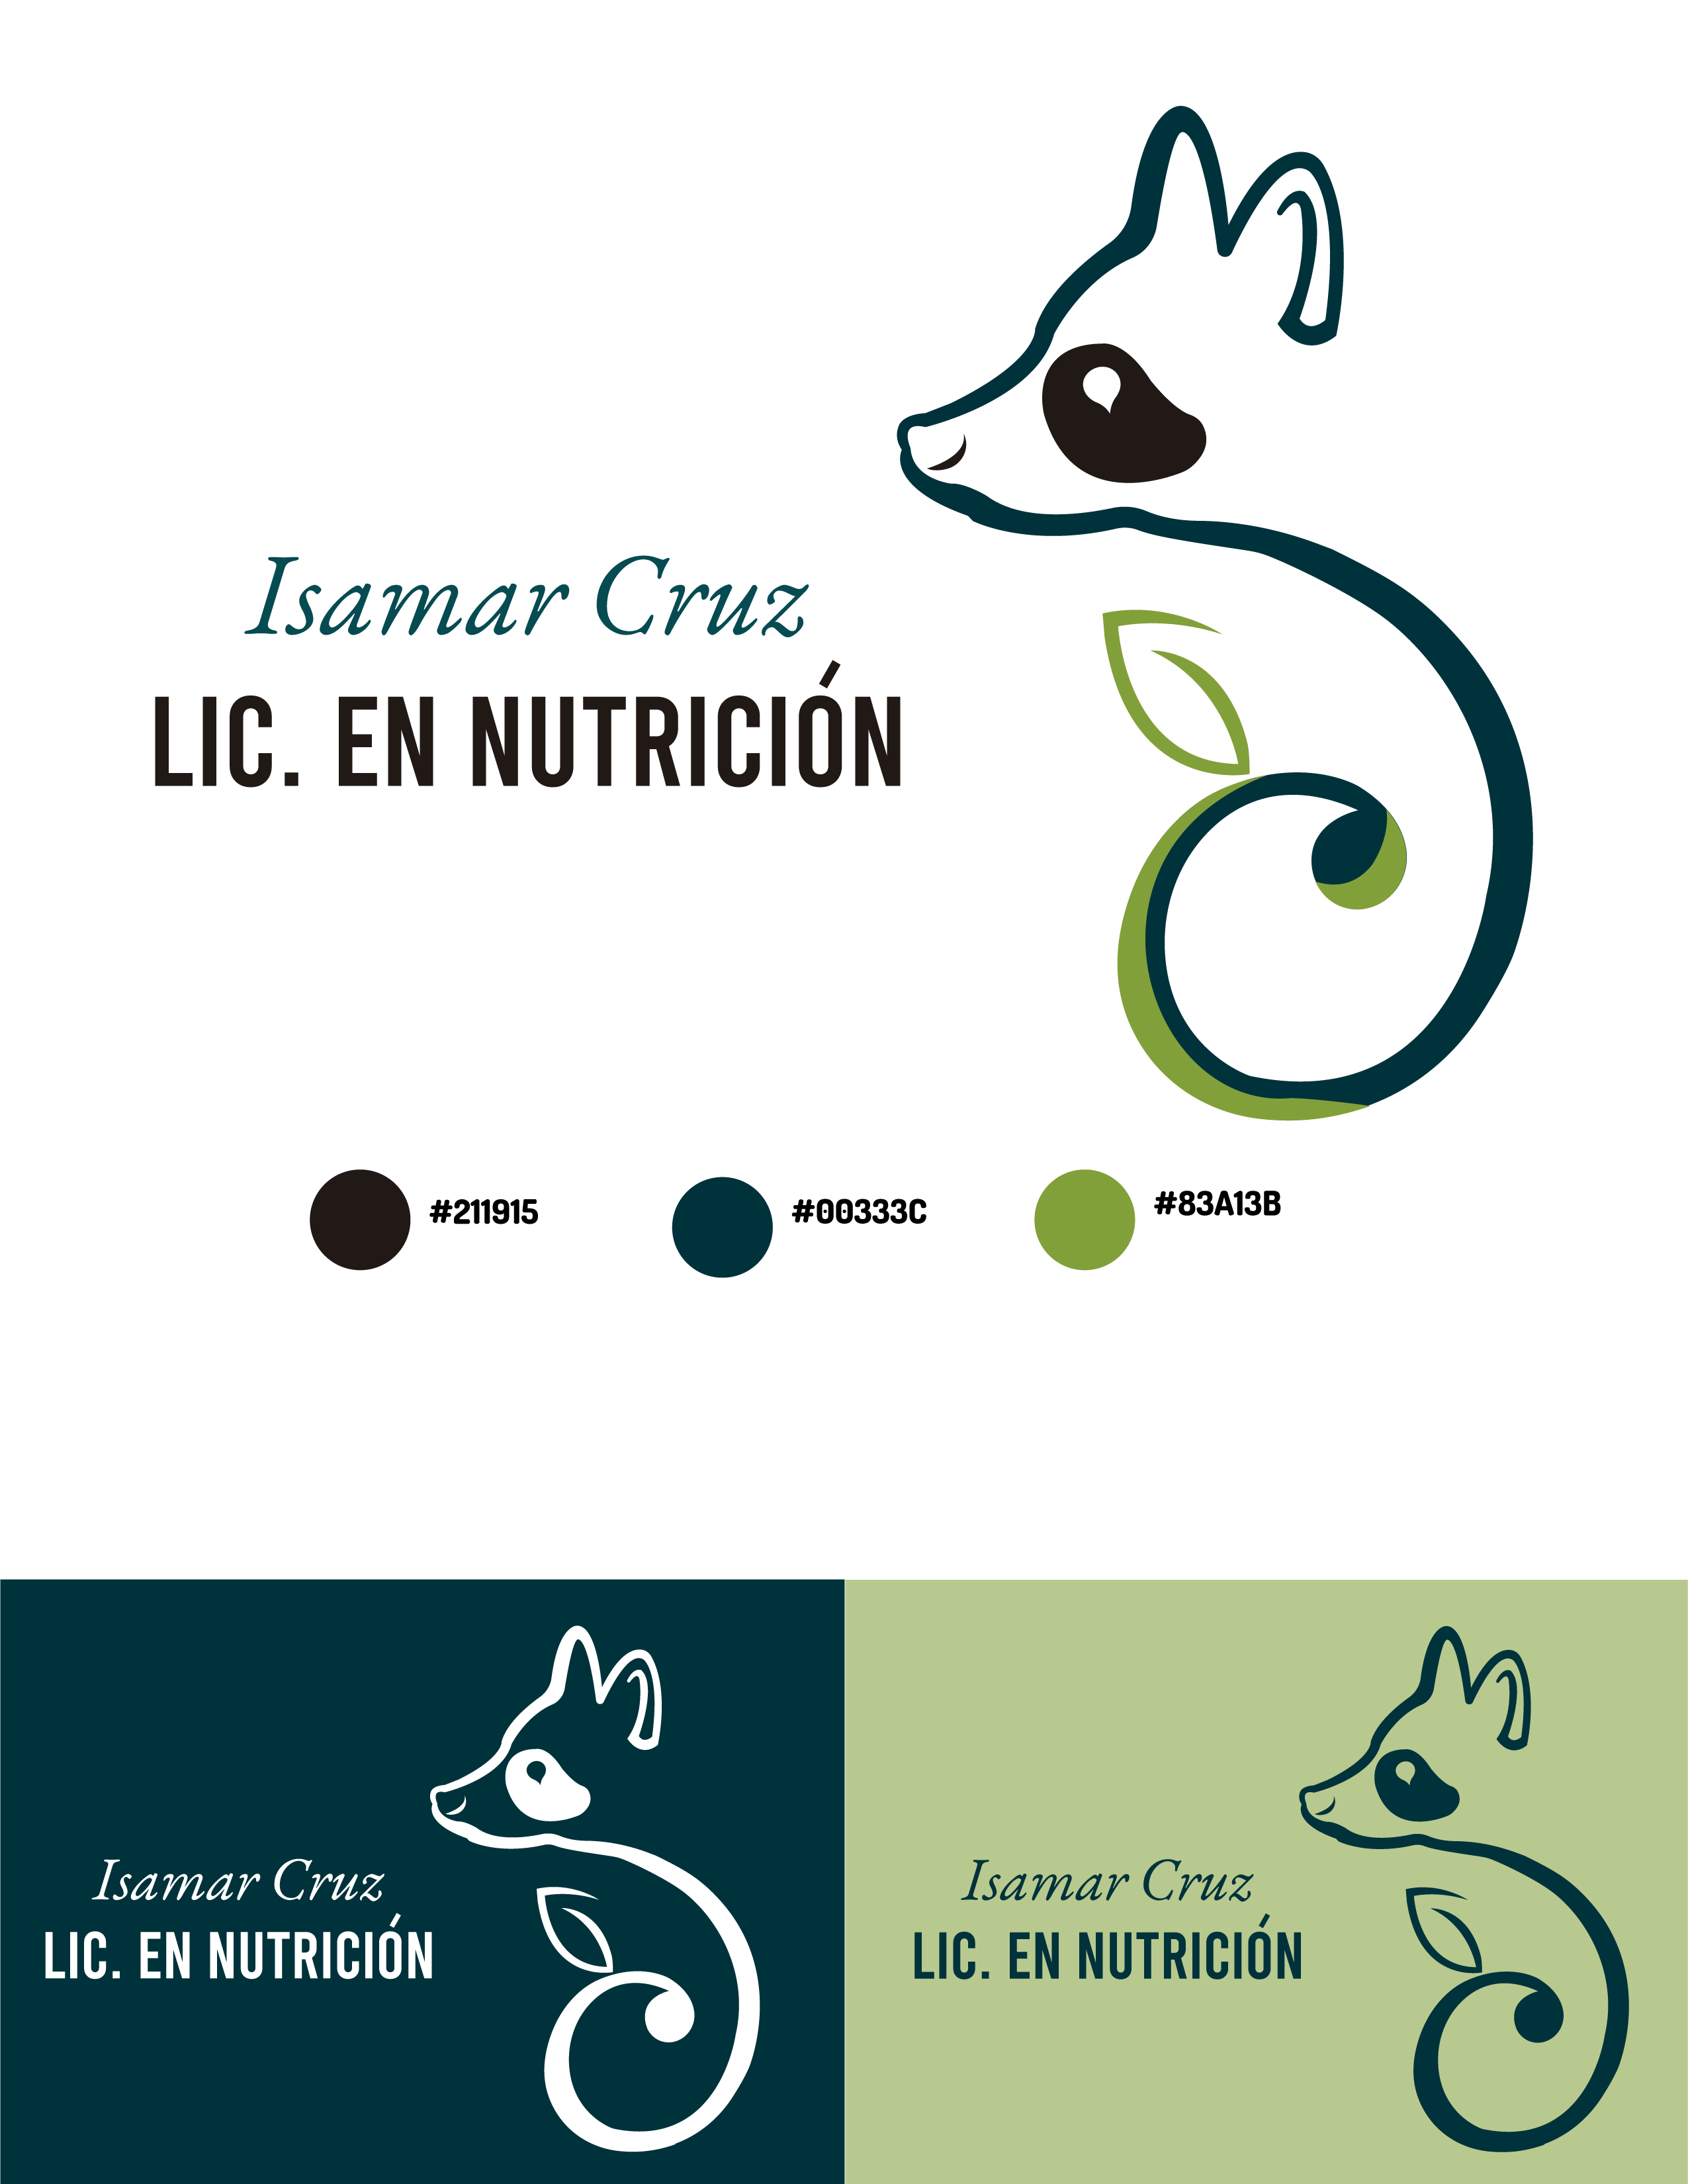 Isamar Cruz
LIC. EN NUTRICIÓN
#211915
#00333C
#83A13B
Isamar Cruz
LIC. EN NUTRICIÓN
Isamar Cruz
LIC. EN NUTRICIÓN